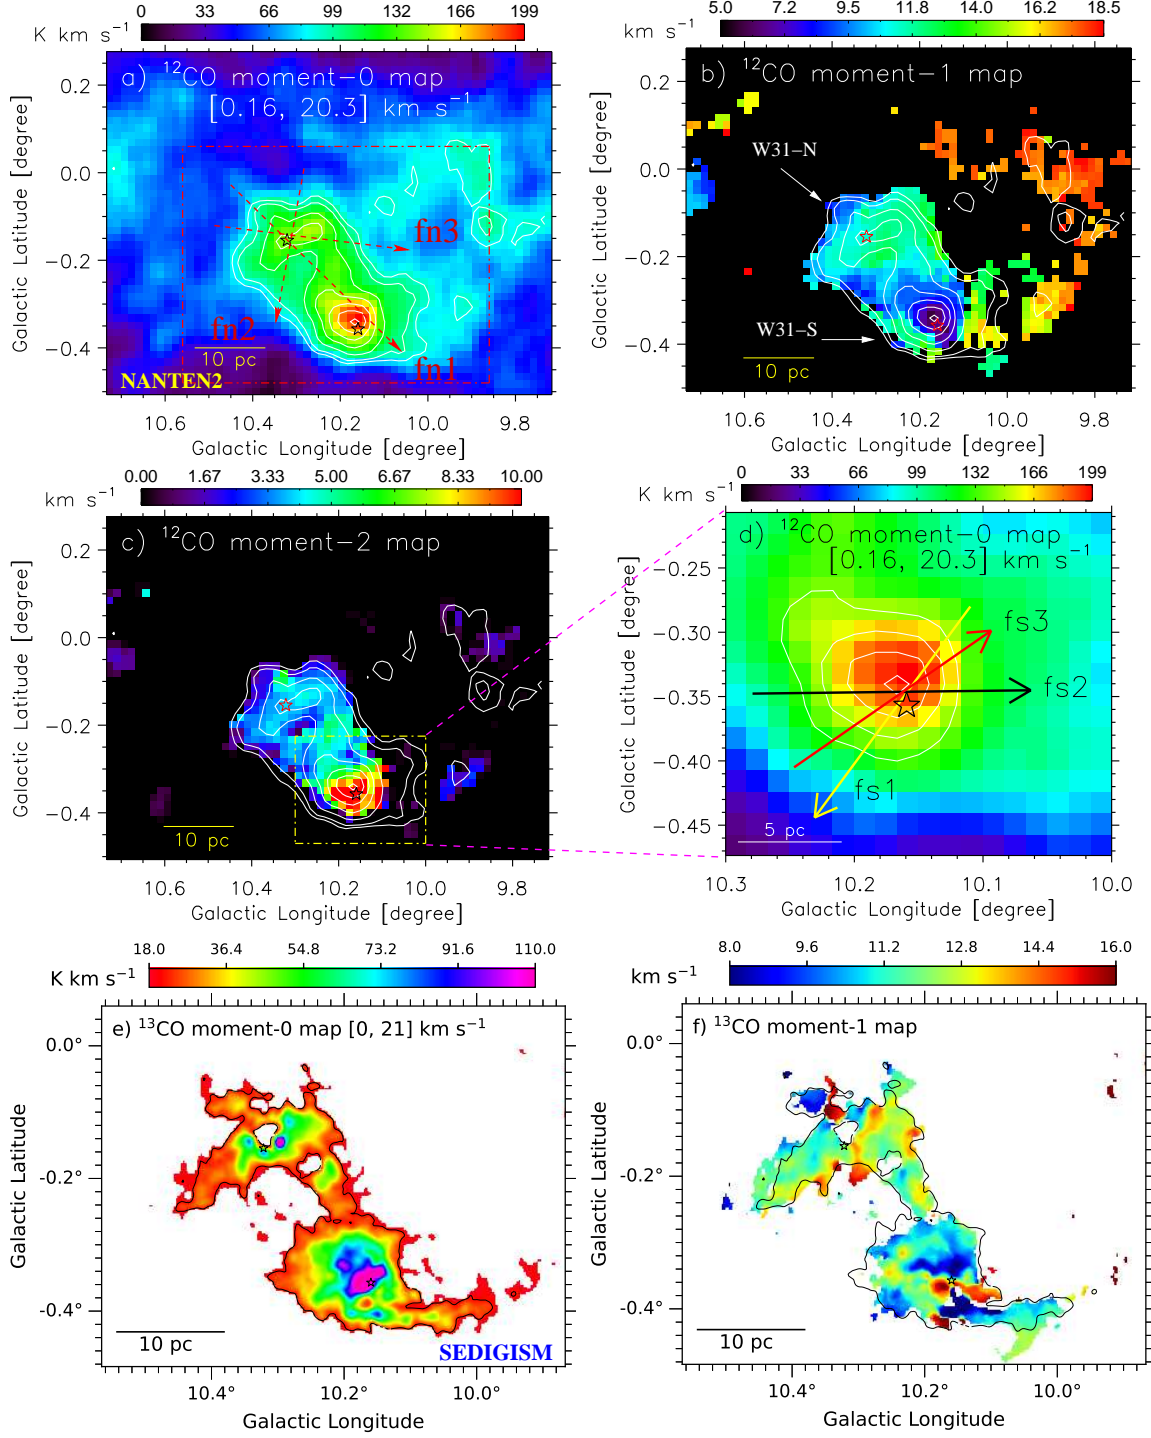 0 33 66 99 132 166 199
K km s⁻¹
a) ¹²CO moment−0 map
[0.16, 20.3] km s⁻¹
0.2
0.0
−0.2
−0.4
Galactic Latitude [degree]
fn3
fn2
fn1
10 pc
NANTEN2
10.6 10.4 10.2 10.0 9.8
Galactic Longitude [degree]
5.0 7.2 9.5 11.8 14.0 16.2 18.5
km s⁻¹
b) ¹²CO moment−1 map
W31−N
W31−S
0.2
0.0
−0.2
−0.4
Galactic Latitude [degree]
10 pc
10.6 10.4 10.2 10.0 9.8
Galactic Longitude [degree]
0.00 1.67 3.33 5.00 6.67 8.33 10.00
km s⁻¹
c) ¹²CO moment−2 map
0.2
0.0
−0.2
−0.4
Galactic Latitude [degree]
10 pc
10.6 10.4 10.2 10.0 9.8
Galactic Longitude [degree]
0 33 66 99 132 166 199
K km s⁻¹
d) ¹²CO moment−0 map
[0.16, 20.3] km s⁻¹
−0.25
−0.30
−0.35
−0.40
−0.45
Galactic Latitude [degree]
fs3
fs2
fs1
5 pc
10.3 10.2 10.1 10.0
Galactic Longitude [degree]
18.0 36.4 54.8 73.2 91.6 110.0
K km s⁻¹
e) ¹³CO moment-0 map [0, 21] km s⁻¹
0.0°
-0.2°
-0.4°
Galactic Latitude
10 pc
SEDIGISM
10.4° 10.2° 10.0°
Galactic Longitude
8.0 9.6 11.2 12.8 14.4 16.0
km s⁻¹
f) ¹³CO moment-1 map
0.0°
-0.2°
-0.4°
Galactic Latitude
10 pc
10.4° 10.2° 10.0°
Galactic Longitude